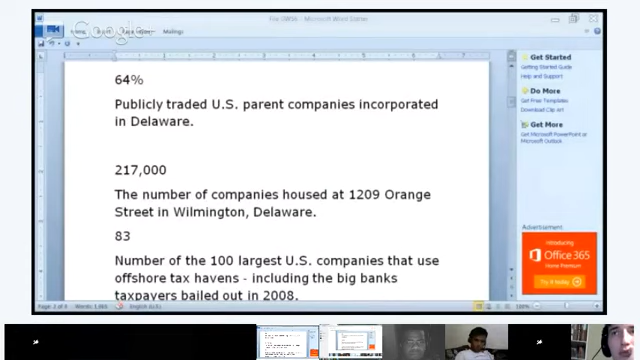 Google
Mailings
64%
Publicly traded U.S. parent companies incorporated
in Delaware.
217,000
The number of companies housed at 1209 Orange
Street in Wilmington, Delaware.
83
Number of the 100 largest U.S. companies that use
offshore tax havens - including the big banks
taxpayers bailed out in 2008.
Get Started
Getting Started Guide
Help and Support
Do More
Get Free Templates
Download Clip Art
Get More
Get Microsoft PowerPoint or
Microsoft Outlook
Advertisement
Introducing
Office 365
Home Premium
Try it Today
100%